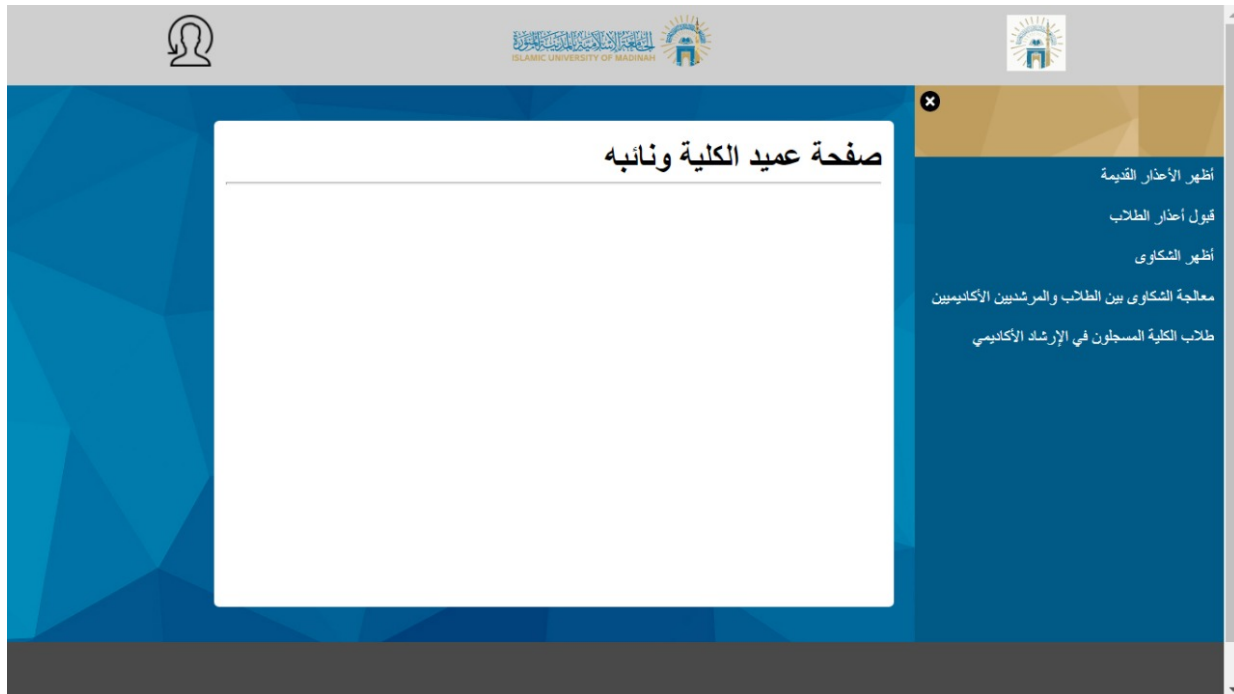 الجامعة الإسلامية بالمدينة المنورة
ISLAMIC UNIVERSITY OF MADINAH
صفحة عميد الكلية ونائبه
أظهر الأعذار القديمة
قبول أعذار الطلاب
أظهر الشكاوى
معالجة الشكاوى بين الطلاب والمرشديين الأكاديميين
طلاب الكلية المسجلون في الإرشاد الأكاديمي